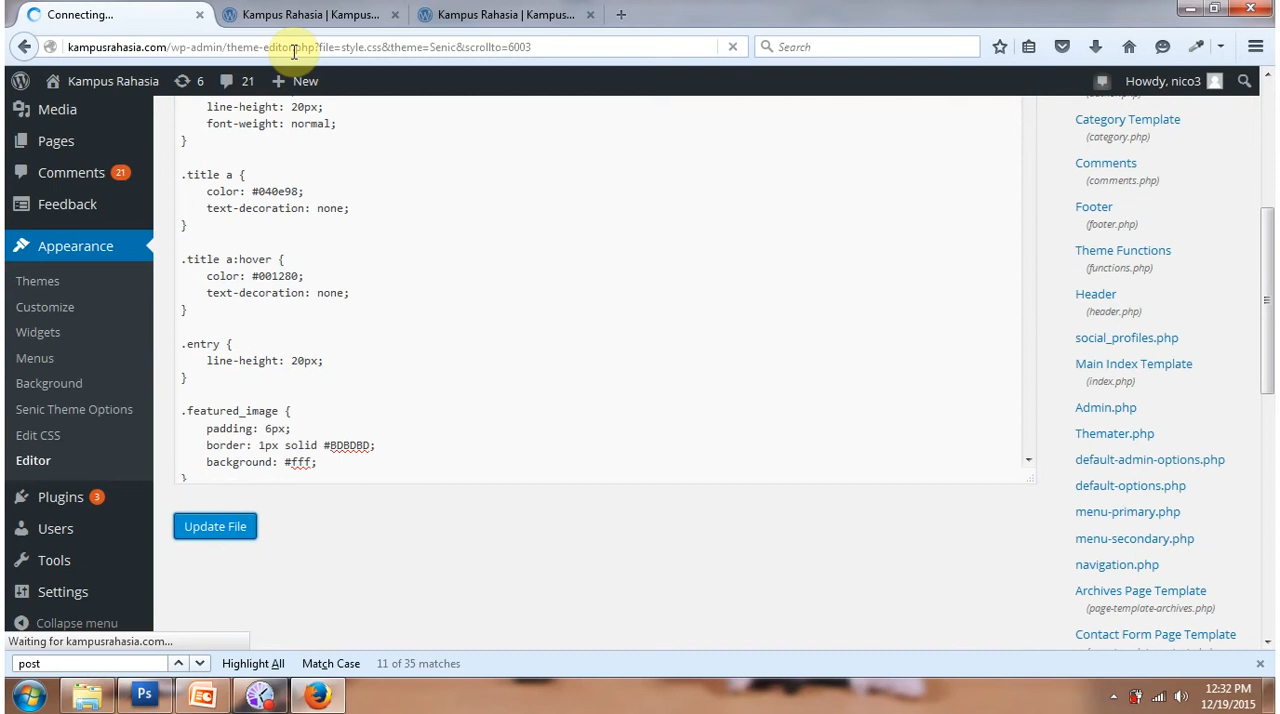 Connecting...
Kampus Rahasia | Kampus...
Kampus Rahasia | Kampus...
kampusrahasia.com/wp-admin/theme-editor.php?file=style.css&theme=Senic&scrollto=6003
Search
Kampus Rahasia
6
21
New
Howdy, nico3
Media
Pages
Comments 21
Feedback
Appearance
Themes
Customize
Widgets
Menus
Background
Senic Theme Options
Edit CSS
Editor
Plugins 3
Users
Tools
Settings
Collapse menu
line-height: 20px;
font-weight: normal;
}
.title a {
color: #040e98;
text-decoration: none;
}
.title a:hover {
color: #001280;
text-decoration: none;
}
.entry {
line-height: 20px;
}
.featured_image {
padding: 6px;
border: 1px solid #BDBDBD;
background: #fff;
}
Update File
Category Template
(category.php)
Comments
(comments.php)
Footer
(footer.php)
Theme Functions
(functions.php)
Header
(header.php)
social_profiles.php
Main Index Template
(index.php)
Admin.php
Themater.php
default-admin-options.php
default-options.php
menu-primary.php
menu-secondary.php
navigation.php
Archives Page Template
(page-template-archives.php)
Contact Form Page Template
Waiting for kampusrahasia.com...
post
Highlight All
Match Case
11 of 35 matches
Ps
12:32 PM
12/19/2015